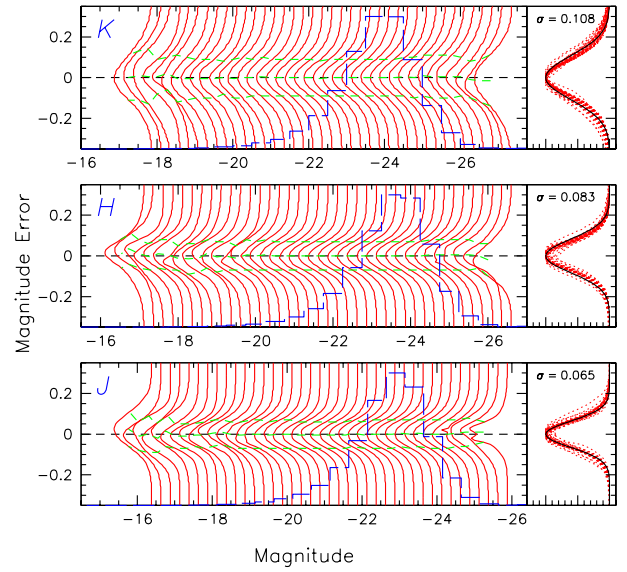 Magnitude Error
K
0.2
0
−0.2
−16 −18 −20 −22 −24 −26
σ = 0.108
H
0.2
0
−0.2
−16 −18 −20 −22 −24 −26
σ = 0.083
J
0.2
0
−0.2
−16 −18 −20 −22 −24 −26
σ = 0.065
Magnitude